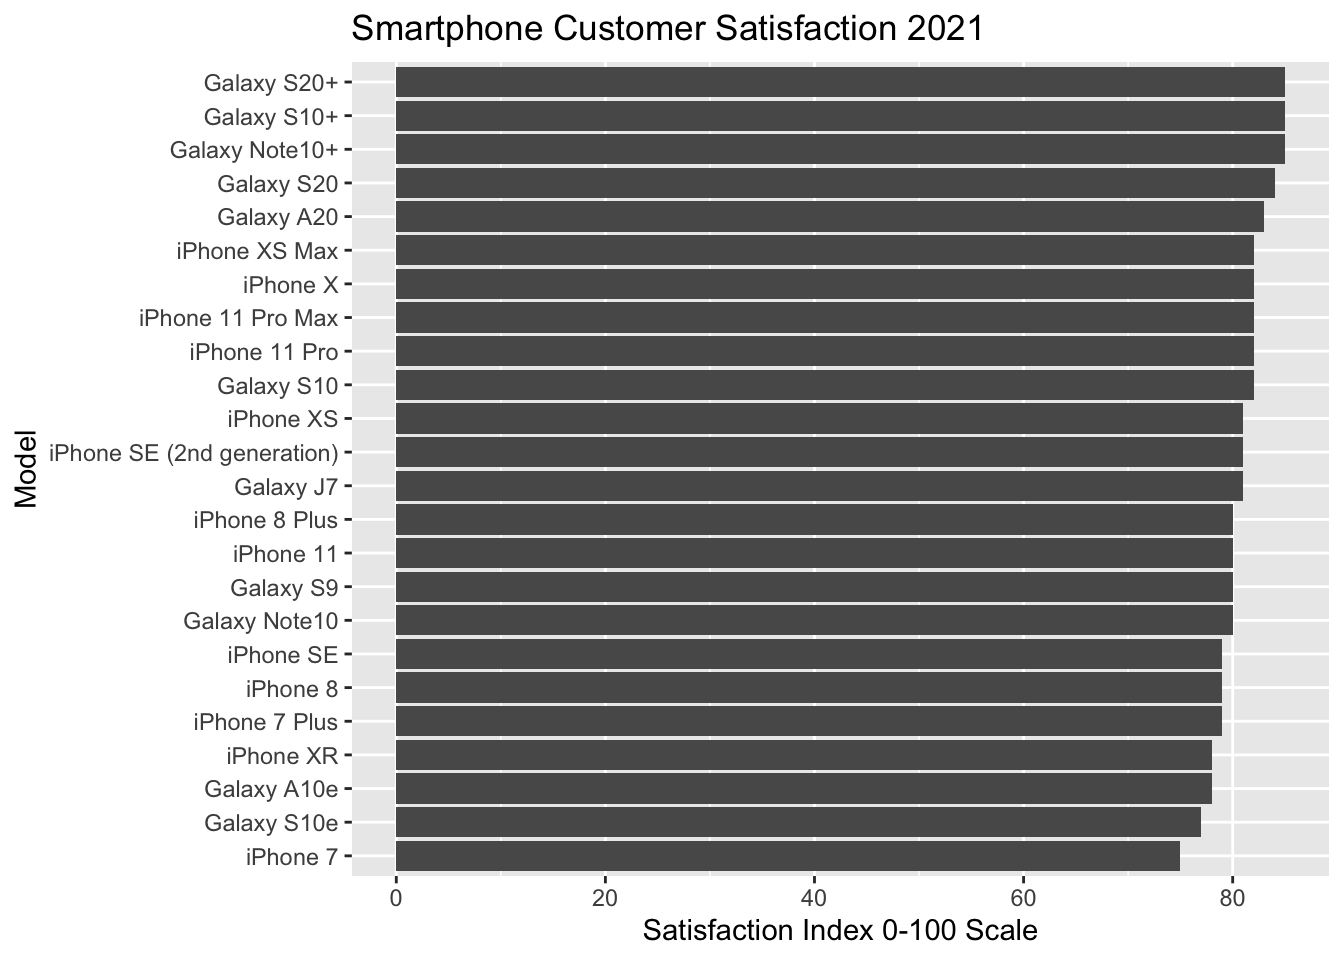 Smartphone Customer Satisfaction 2021
Galaxy S20+
Galaxy S10+
Galaxy Note10+
Galaxy S20
Galaxy A20
iPhone XS Max
iPhone X
iPhone 11 Pro Max
iPhone 11 Pro
Galaxy S10
iPhone XS
iPhone SE (2nd generation)
Galaxy J7
iPhone 8 Plus
iPhone 11
Galaxy S9
Galaxy Note10
iPhone SE
iPhone 8
iPhone 7 Plus
iPhone XR
Galaxy A10e
Galaxy S10e
iPhone 7
Model
0 20 40 60 80
Satisfaction Index 0-100 Scale